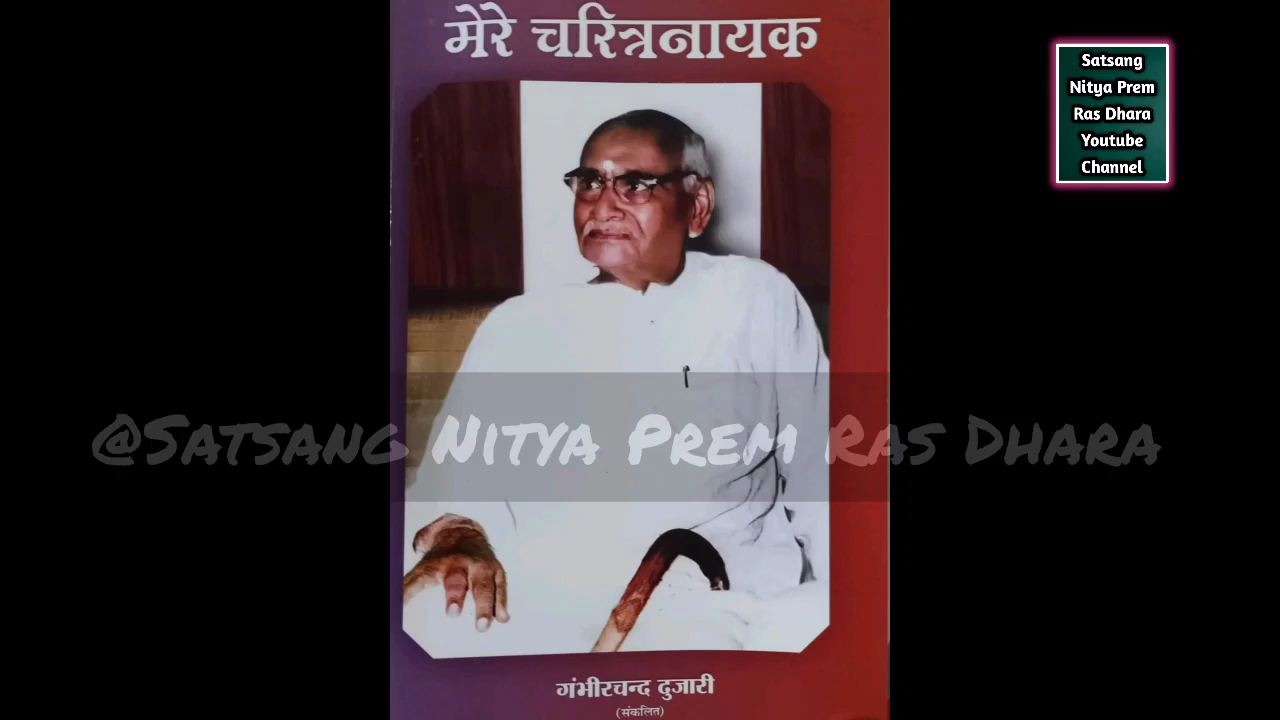 मेरे चरित्रनायक
Satsang
Nitya Prem
Ras Dhara
Youtube
Channel
@Satsang Nitya Prem Ras Dhara
गंभीरचन्द दुजारी
(संकलित)